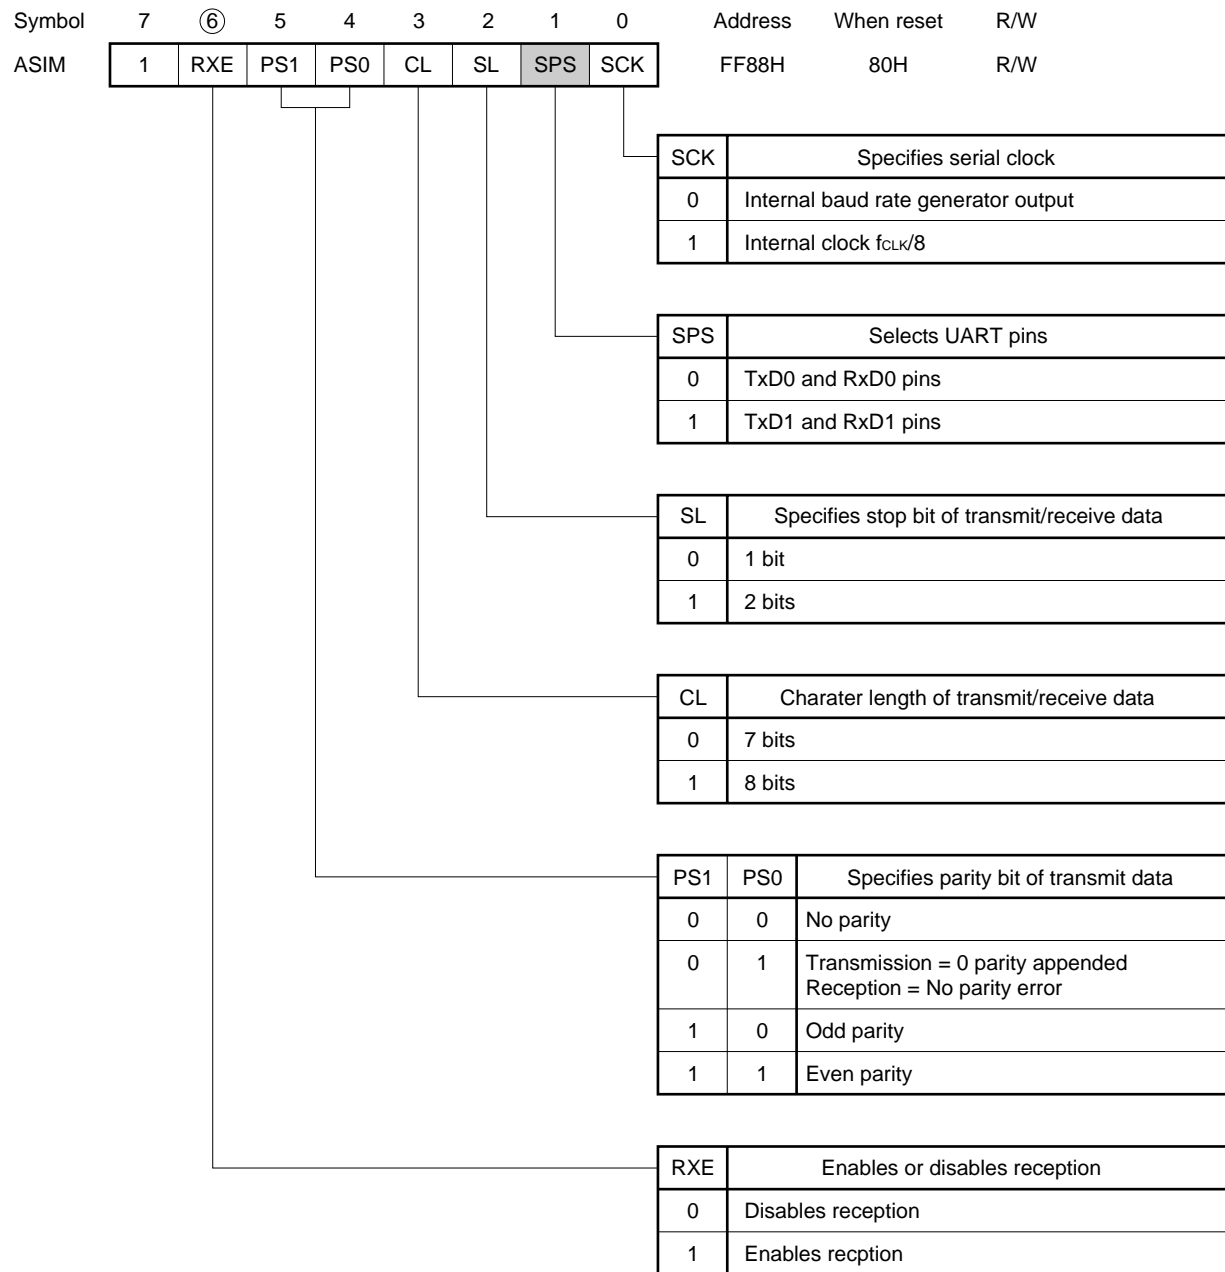 Symbol 7 ⑥ 5 4 3 2 1 0 Address When reset R/W
ASIM 1 RXE PS1 PS0 CL SL SPS SCK FF88H 80H R/W
SCK Specifies serial clock
0 Internal baud rate generator output
1 Internal clock fCLK/8
SPS Selects UART pins
0 TxD0 and RxD0 pins
1 TxD1 and RxD1 pins
SL Specifies stop bit of transmit/receive data
0 1 bit
1 2 bits
CL Charater length of transmit/receive data
0 7 bits
1 8 bits
PS1 PS0 Specifies parity bit of transmit data
0 0 No parity
0 1 Transmission = 0 parity appended
Reception = No parity error
1 0 Odd parity
1 1 Even parity
RXE Enables or disables reception
0 Disables reception
1 Enables recption